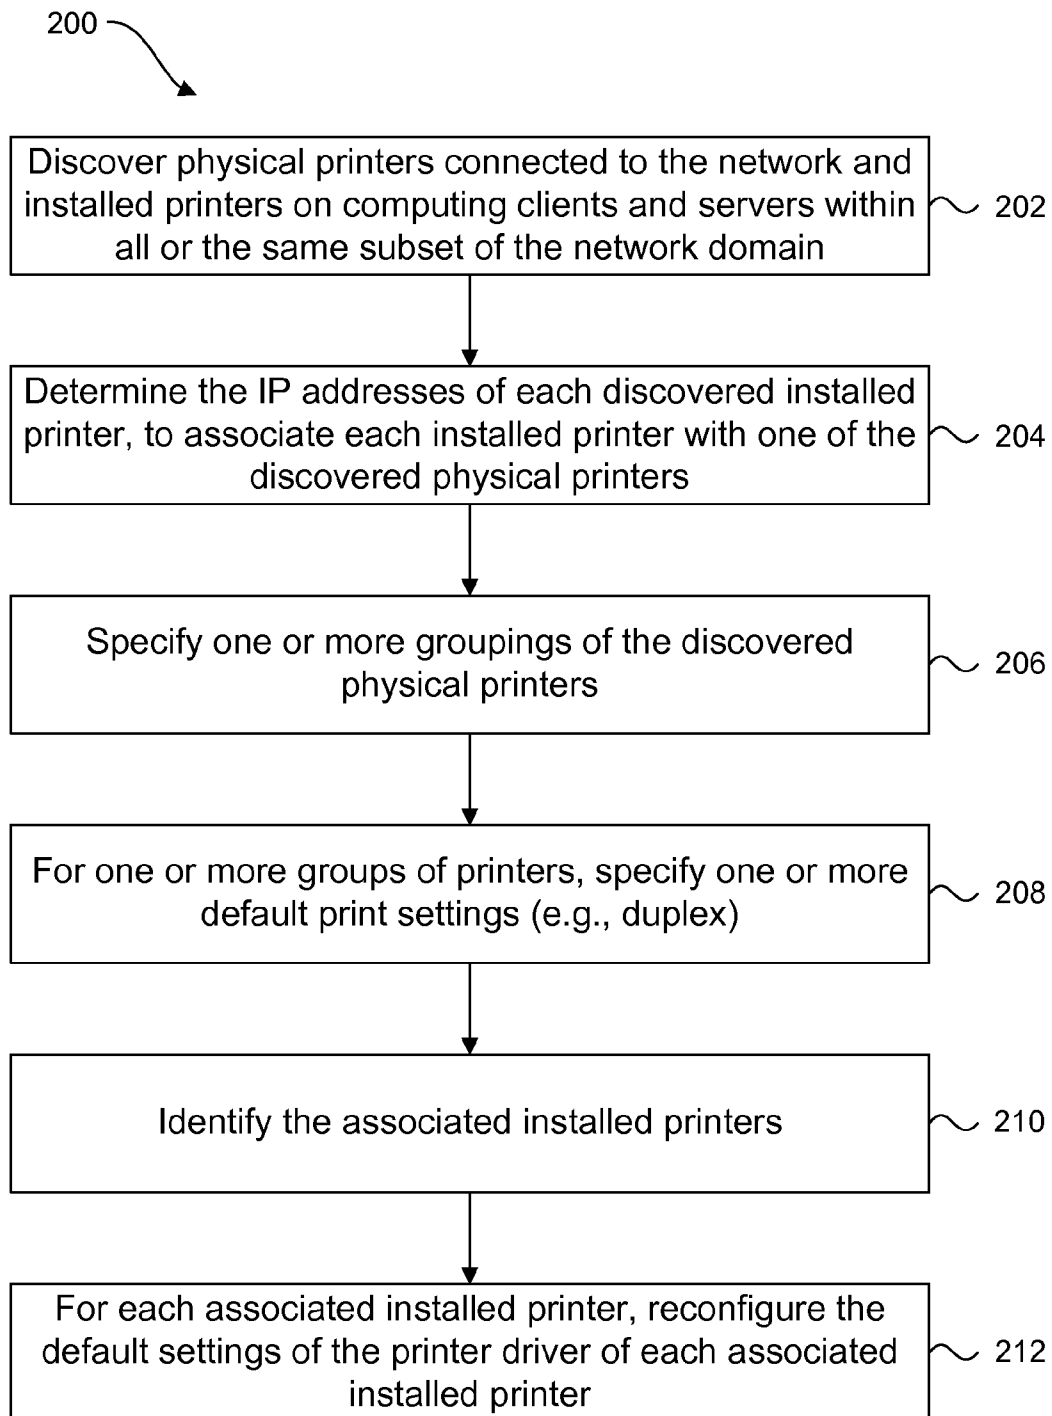 200
Discover physical printers connected to the network and
installed printers on computing clients and servers within
all or the same subset of the network domain
202
Determine the IP addresses of each discovered installed
printer, to associate each installed printer with one of the
discovered physical printers
204
Specify one or more groupings of the discovered
physical printers
206
For one or more groups of printers, specify one or more
default print settings (e.g., duplex)
208
Identify the associated installed printers
210
For each associated installed printer, reconfigure the
default settings of the printer driver of each associated
installed printer
212